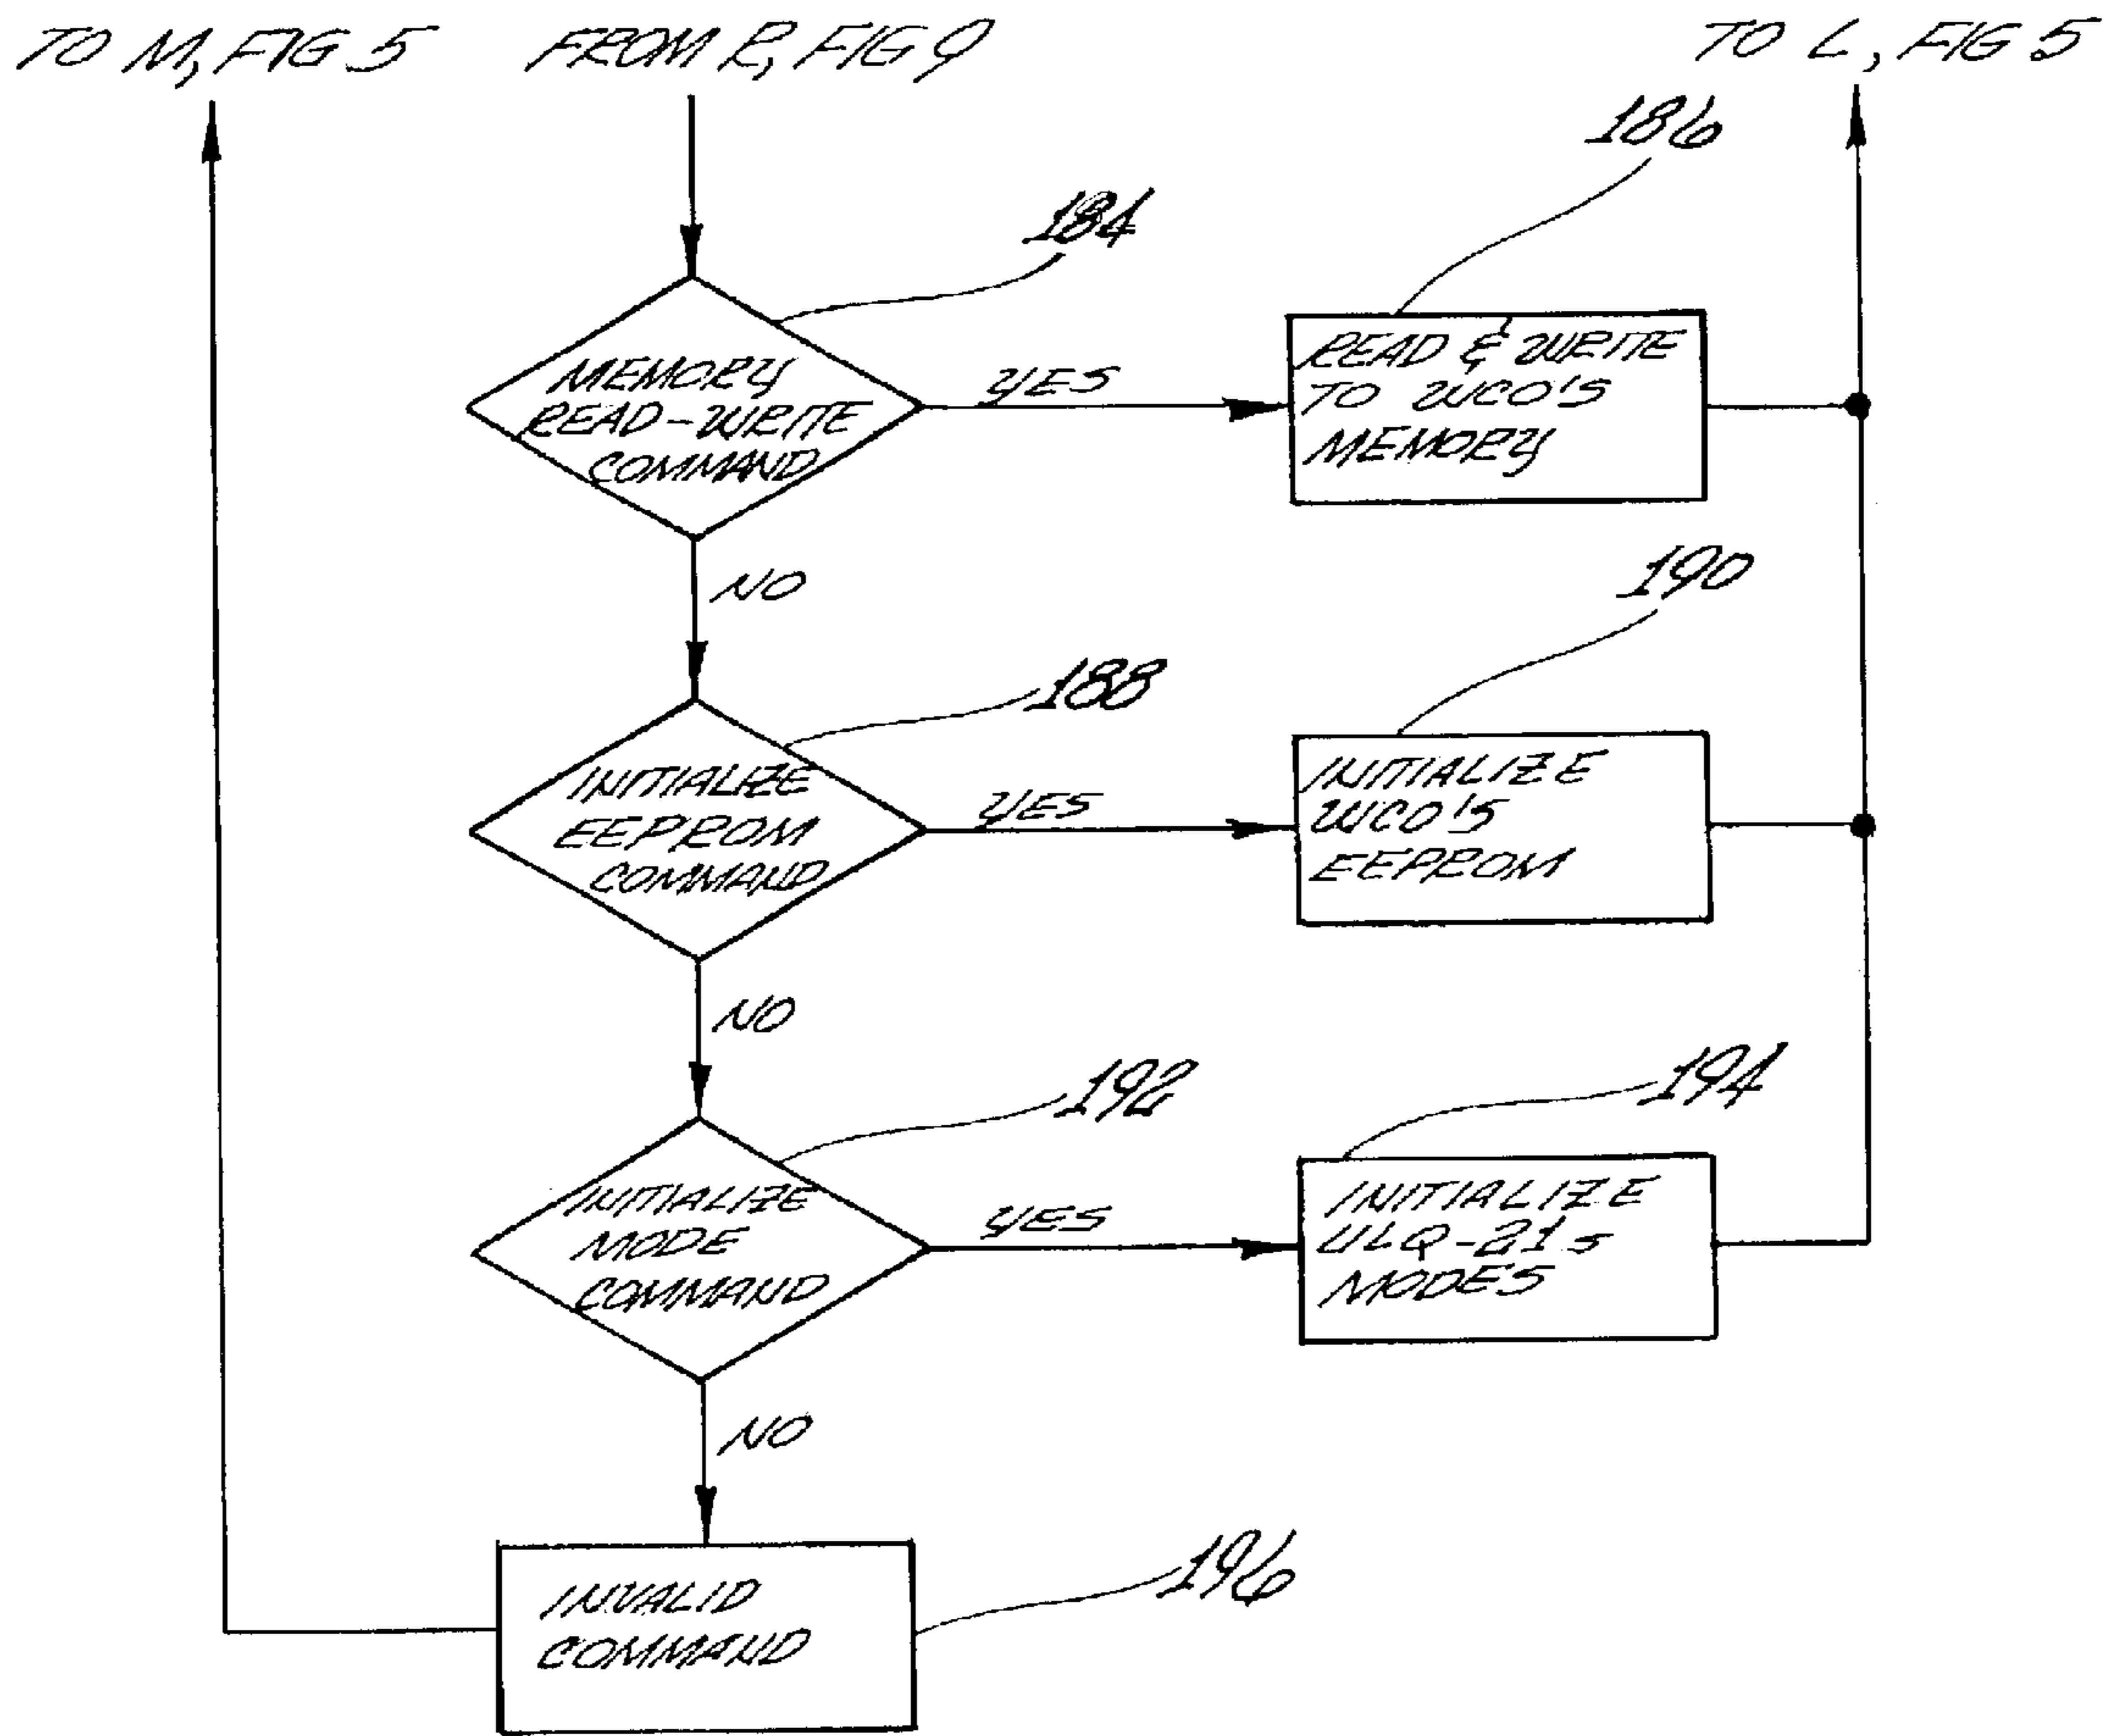 TO M, FIG 5
FROM R, FIG 9
TO L, FIG 5
186
184
MEMORY
READ-WRITE
COMMAND
YES
READ & WRITE
TO WCO'S
MEMORY
NO
190
188
INITIALIZE
EEPROM
COMMAND
YES
INITIALIZE
WCO'S
EEPROM
NO
192
194
INITIALIZE
MODE
COMMAND
YES
INITIALIZE
ULQ-21s
MODES
NO
196
INVALID
COMMAND